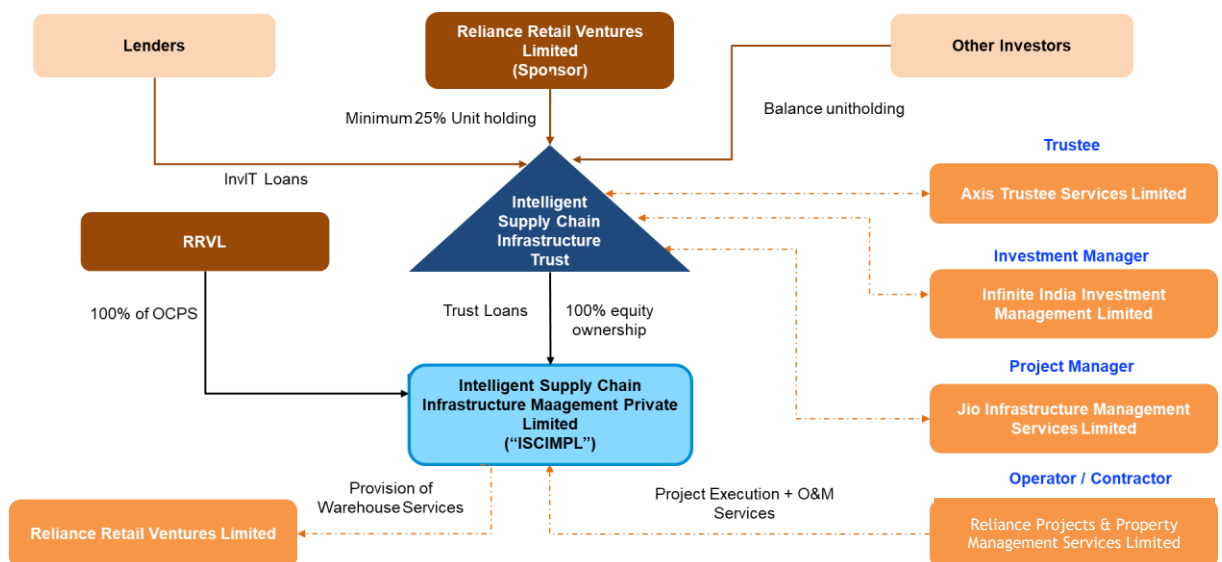 Lenders
Reliance Retail Ventures
Limited
(Sponsor)
Other Investors
Minimum 25% Unit holding
Balance unitholding
InvIT Loans
Trustee
Axis Trustee Services Limited
Intelligent
Supply Chain
Infrastructure
Trust
RRVL
Investment Manager
Infinite India Investment
Management Limited
100% of OCPS
Trust Loans
100% equity
ownership
Project Manager
Jio Infrastructure Management
Services Limited
Intelligent Supply Chain
Infrastructure Maagement Private
Limited
(“ISCIMPL”)
Operator / Contractor
Provision of
Warehouse Services
Project Execution + O&M
Services
Reliance Retail Ventures Limited
Reliance Projects & Property
Management Services Limited